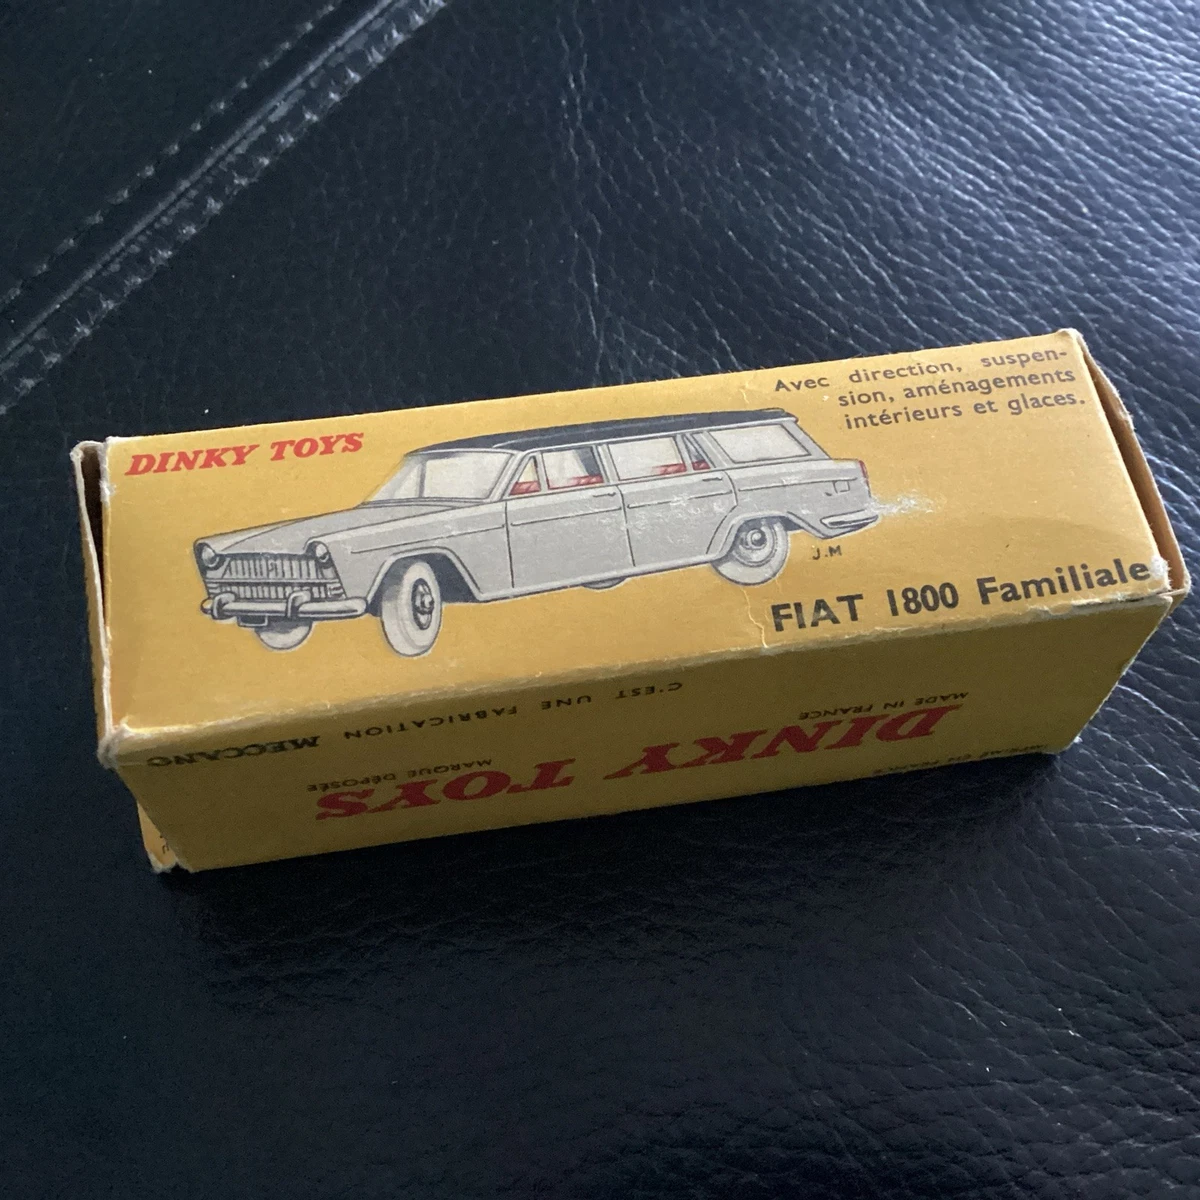 DINKY TOYS
Avec direction, suspen-
sion, aménagements
intérieurs et glaces.
J.M
FIAT 1800 Familiale
MADE IN FRANCE
DINKY TOYS
MARQUE DÉPOSÉE
C'EST UNE FABRICATION MECCANO